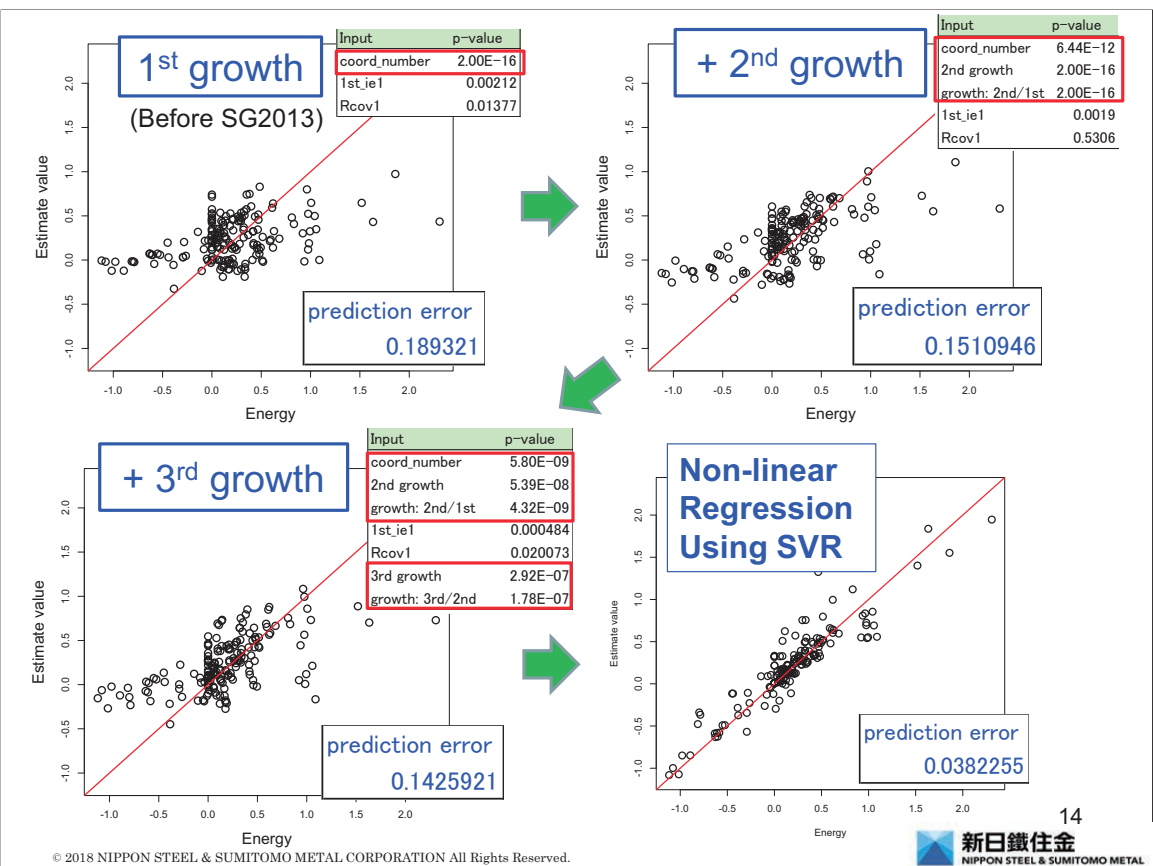 1st growth
(Before SG2013)
Input p-value
coord_number 2.00E-16
1st_ie1 0.00212
Rcov1 0.01377
Estimate value
2.0
1.5
1.0
0.5
0.0
-0.5
-1.0
prediction error
0.189321
-1.0 0.0 0.5 1.0 2.0
Energy
+ 2nd growth
Input p-value
coord_number 6.44E-12
2nd growth 2.00E-16
growth: 2nd/1st 2.00E-16
1st_ie1 0.0019
Rcov1 0.5306
Estimate value
2.0
1.5
1.0
0.5
0.0
-0.5
-1.0
prediction error
0.1510946
-1.0 -0.5 0.0 0.5 1.0 1.5 2.0
Energy
+ 3rd growth
Input p-value
coord_number 5.80E-09
2nd growth 5.39E-08
growth: 2nd/1st 4.32E-09
1st_ie1 0.000484
Rcov1 0.020073
3rd growth 2.92E-07
growth: 3rd/2nd 1.78E-07
Estimate value
2.0
1.5
1.0
0.5
0.0
-0.5
-1.0
prediction error
0.1425921
-1.0 -0.5 0.0 0.5 1.0 1.5 2.0
Energy
Non-linear
Regression
Using SVR
Estimate value
2.0
1.5
1.0
0.5
0.0
-0.5
-1.0
prediction error
0.0382255
-1.0 -0.5 0.0 0.5 1.0 1.5 2.0
Energy
14
© 2018 NIPPON STEEL & SUMITOMO METAL CORPORATION All Rights Reserved.
新日鐵住金
NIPPON STEEL & SUMITOMO METAL